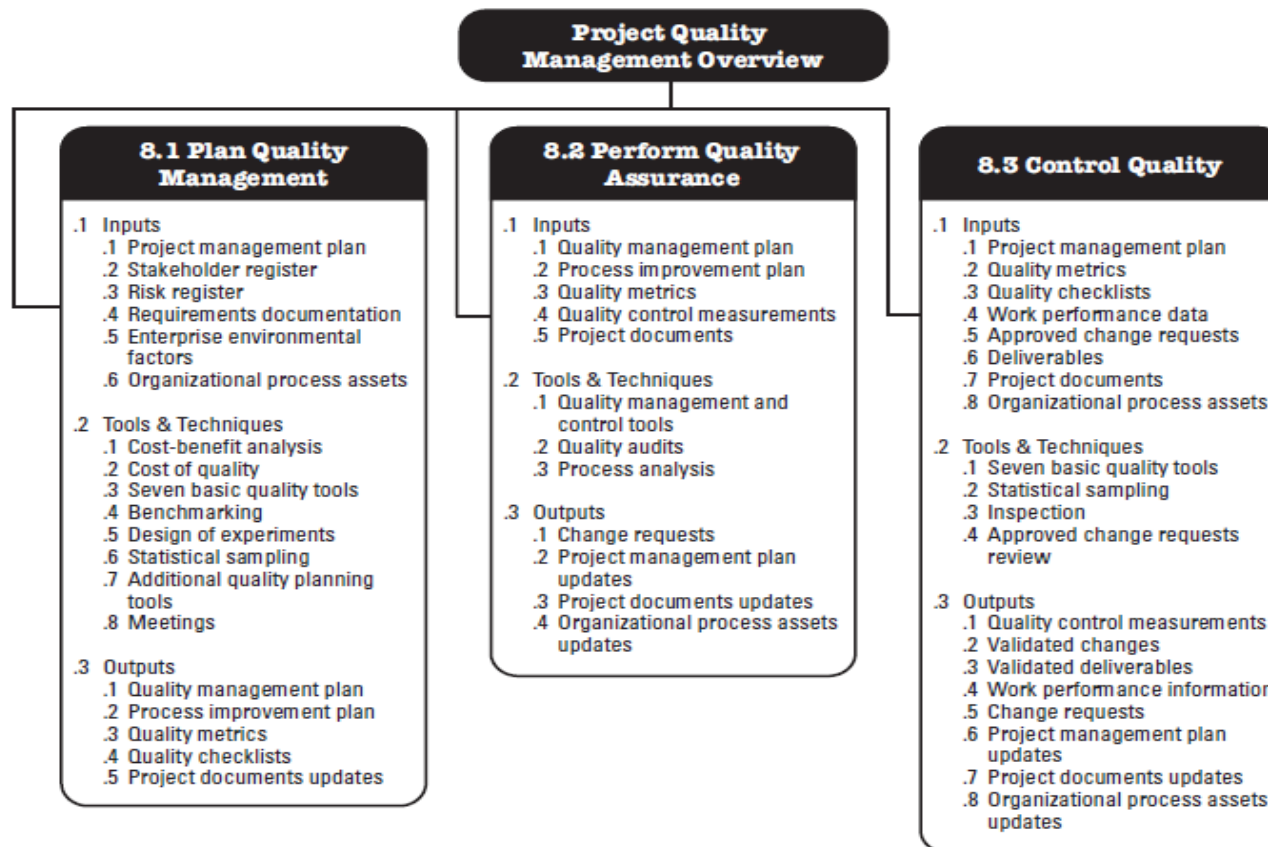 Project Quality
Management Overview
8.1 Plan Quality
Management
.1 Inputs
.1 Project management plan
.2 Stakeholder register
.3 Risk register
.4 Requirements documentation
.5 Enterprise environmental
factors
.6 Organizational process assets
.2 Tools & Techniques
.1 Cost-benefit analysis
.2 Cost of quality
.3 Seven basic quality tools
.4 Benchmarking
.5 Design of experiments
.6 Statistical sampling
.7 Additional quality planning
tools
.8 Meetings
.3 Outputs
.1 Quality management plan
.2 Process improvement plan
.3 Quality metrics
.4 Quality checklists
.5 Project documents updates
8.2 Perform Quality
Assurance
.1 Inputs
.1 Quality management plan
.2 Process improvement plan
.3 Quality metrics
.4 Quality control measurements
.5 Project documents
.2 Tools & Techniques
.1 Quality management and
control tools
.2 Quality audits
.3 Process analysis
.3 Outputs
.1 Change requests
.2 Project management plan
updates
.3 Project documents updates
.4 Organizational process assets
updates
8.3 Control Quality
.1 Inputs
.1 Project management plan
.2 Quality metrics
.3 Quality checklists
.4 Work performance data
.5 Approved change requests
.6 Deliverables
.7 Project documents
.8 Organizational process assets
.2 Tools & Techniques
.1 Seven basic quality tools
.2 Statistical sampling
.3 Inspection
.4 Approved change requests
review
.3 Outputs
.1 Quality control measurements
.2 Validated changes
.3 Validated deliverables
.4 Work performance information
.5 Change requests
.6 Project management plan
updates
.7 Project documents updates
.8 Organizational process assets
updates